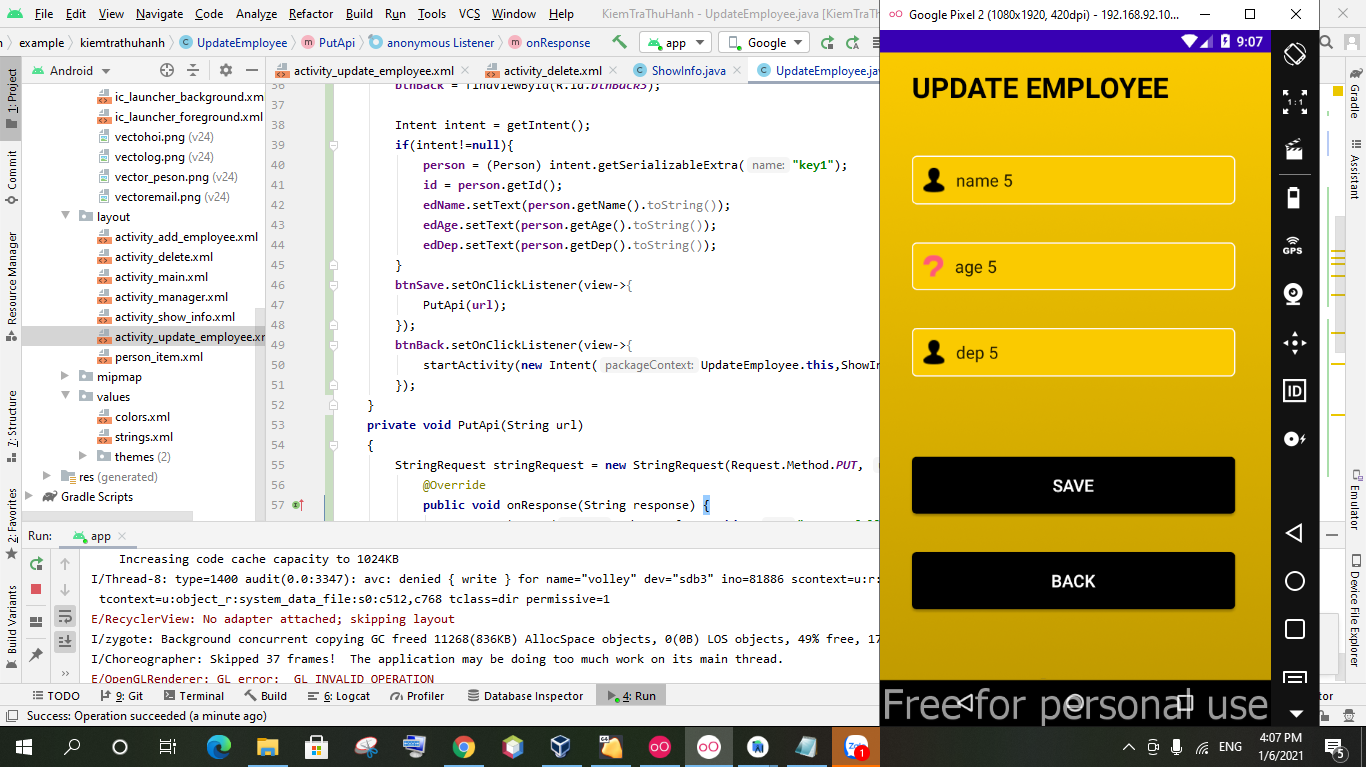 File Edit View Navigate Code Analyze Refactor Build Run Tools VCS Window Help KiemTraThuHanh - UpdateEmployee.java [KiemTraTh
example kiemtrathuhanh UpdateEmployee PutApi anonymous Listener onResponse app Google
Android
activity_update_employee.xml activity_delete.xml ShowInfo.java UpdateEmployee.jav
1: Project
Commit
Resource Manager
7: Structure
2: Favorites
Build Variants
ic_launcher_background.xm
ic_launcher_foreground.xml
vectohoi.png (v24)
vectolog.png (v24)
vector_peson.png (v24)
vectoremail.png (v24)
layout
activity_add_employee.xml
activity_delete.xml
activity_main.xml
activity_manager.xml
activity_show_info.xml
activity_update_employee.xr
person_item.xml
mipmap
values
colors.xml
strings.xml
themes (2)
res (generated)
Gradle Scripts
36 btnBack = findViewById(R.id.btnBack5);
37
38 Intent intent = getIntent();
39 if(intent!=null){
40 person = (Person) intent.getSerializableExtra( name: "key1");
41 id = person.getId();
42 edName.setText(person.getName().toString());
43 edAge.setText(person.getAge().toString());
44 edDep.setText(person.getDep().toString());
45 }
46 btnSave.setOnClickListener(view->{
47 PutApi(url);
48 });
49 btnBack.setOnClickListener(view->{
50 startActivity(new Intent( packageContext: UpdateEmployee.this,ShowIn
51 });
52 }
53 private void PutApi(String url)
54 {
55 StringRequest stringRequest = new StringRequest(Request.Method.PUT,
56 @Override
57 public void onResponse(String response) {
Run: app
Increasing code cache capacity to 1024KB
I/Thread-8: type=1400 audit(0.0:3347): avc: denied { write } for name="volley" dev="sdb3" ino=81886 scontext=u:r:
tcontext=u:object_r:system_data_file:s0:c512,c768 tclass=dir permissive=1
E/RecyclerView: No adapter attached; skipping layout
I/zygote: Background concurrent copying GC freed 11268(836KB) AllocSpace objects, 0(0B) LOS objects, 49% free, 17
I/Choreographer: Skipped 37 frames! The application may be doing too much work on its main thread.
E/OpenGLRenderer: GL error: GL_INVALID_OPERATION
TODO 9: Git Terminal Build 6: Logcat Profiler Database Inspector 4: Run tor
Success: Operation succeeded (a minute ago)
Google Pixel 2 (1080x1920, 420dpi) - 192.168.92.10...
9:07
UPDATE EMPLOYEE
name 5
age 5
dep 5
SAVE
BACK
Free for personal use
1:1
GPS
ID
Gradle
Assistant
Emulator
Device File Explorer
Zalo
1
ENG
4:07 PM
1/6/2021
5